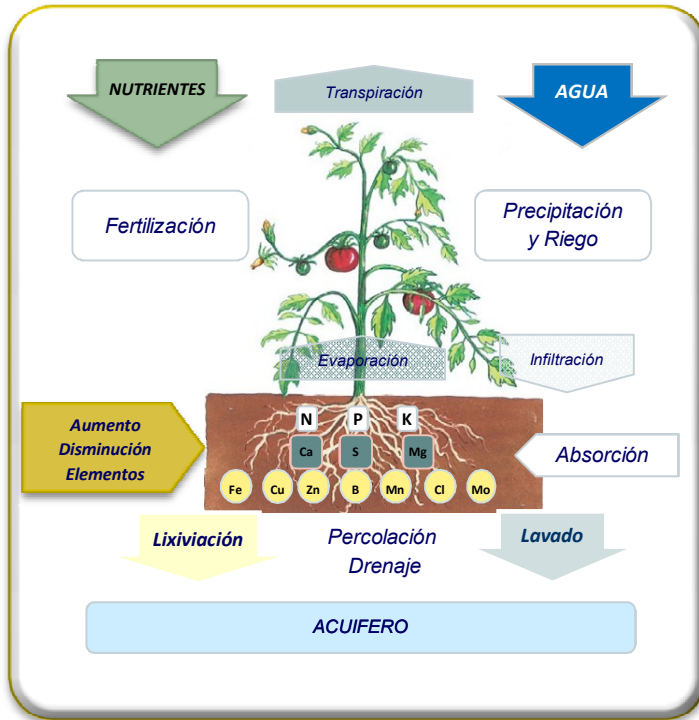 NUTRIENTES
Transpiración
AGUA
Fertilización
Precipitación
y Riego
Evaporación
Infiltración
Aumento
Disminución
Elementos
N P K
Ca S Mg
Fe Cu Zn B Mn Cl Mo
Absorción
Lixiviación
Percolación
Drenaje
Lavado
ACUIFERO